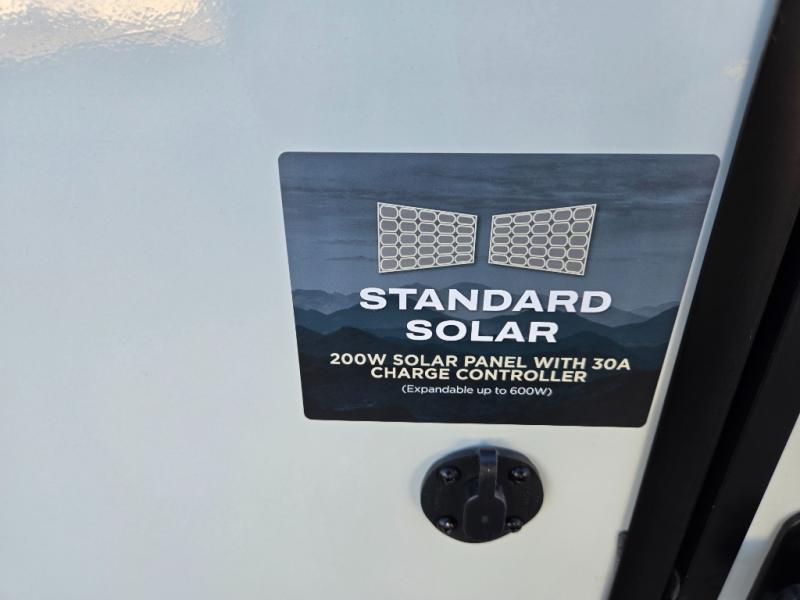 STANDARD
SOLAR
200W SOLAR PANEL WITH 30A
CHARGE CONTROLLER
(Expandable up to 600W)